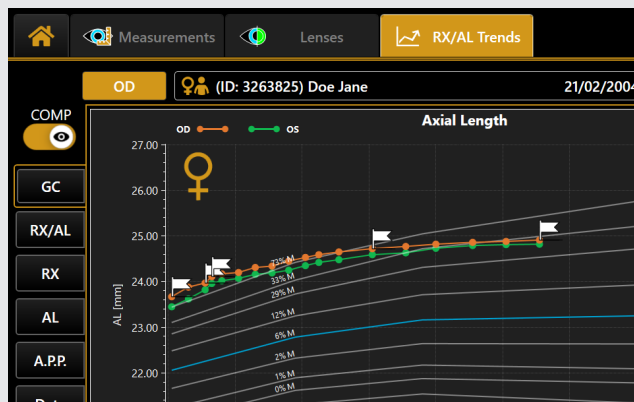 Measurements
Lenses
RX/AL Trends
OD
(ID: 3263825) Doe Jane
21/02/2004
COMP
GC
RX/AL
RX
AL
A.P.P.
Axial Length
OD
OS
27.00
26.00
25.00
24.00
23.00
22.00
AL [mm]
73% M
33% M
29% M
12% M
6% M
2% M
1% M
0% M